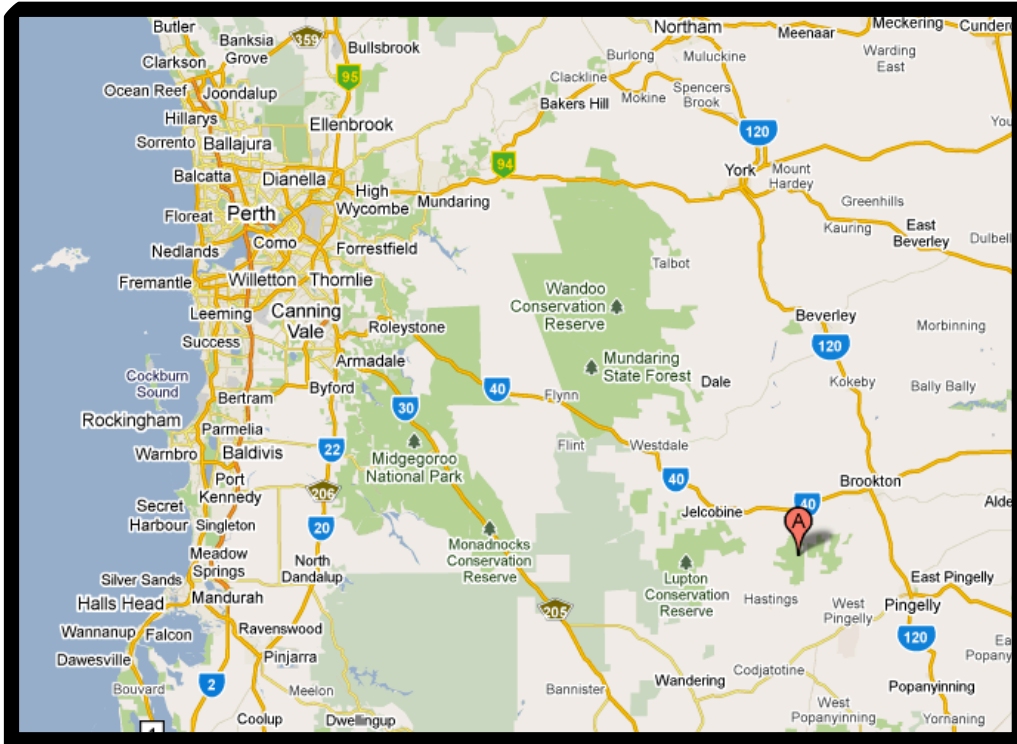 Butler
Banksia
Grove
359
Bullsbrook
Northam
Meckering
Meenaar
Clarkson
Burlong
Muluckine
Warding
East
95
Clackline
Ocean Reef
Joondalup
Mokine
Spencers
Brook
Bakers Hill
Hillarys
Ellenbrook
120
Sorrento
Ballajura
94
Balcatta
Dianella
High
Wycombe
Mundaring
York
Mount
Hardey
Floreat
Perth
Greenhills
Kauring
East
Beverley
Como
Nedlands
Forrestfield
Talbot
Fremantle
Willetton
Thornlie
Wandoo
Conservation
Reserve
Leeming
Canning
Vale
Roleystone
Beverley
Morbinning
Success
120
Armadale
Mundaring
State Forest
Dale
Kokeby
Bally Bally
Cockburn
Sound
Byford
40
Flynn
Bertram
30
Rockingham
Parmelia
Warnbro
Baldivis
22
Flint
Westdale
Midgegoroo
National Park
Port
Kennedy
206
40
Brookton
Secret
Harbour
Singleton
20
Jelcobine
40
A
Meadow
Springs
North
Dandalup
Monadnocks
Conservation
Reserve
Lupton
Conservation
Reserve
Silver Sands
Halls Head
Mandurah
Hastings
East Pingelly
West
Pingelly
Pingelly
205
Wannanup
Falcon
Ravenswood
120
Dawesville
Pinjarra
Codjatotine
Wandering
Bouvard
2
Meelon
Bannister
Popanyinning
West
Popanyinning
Coolup
Dwellingup
Yornaning